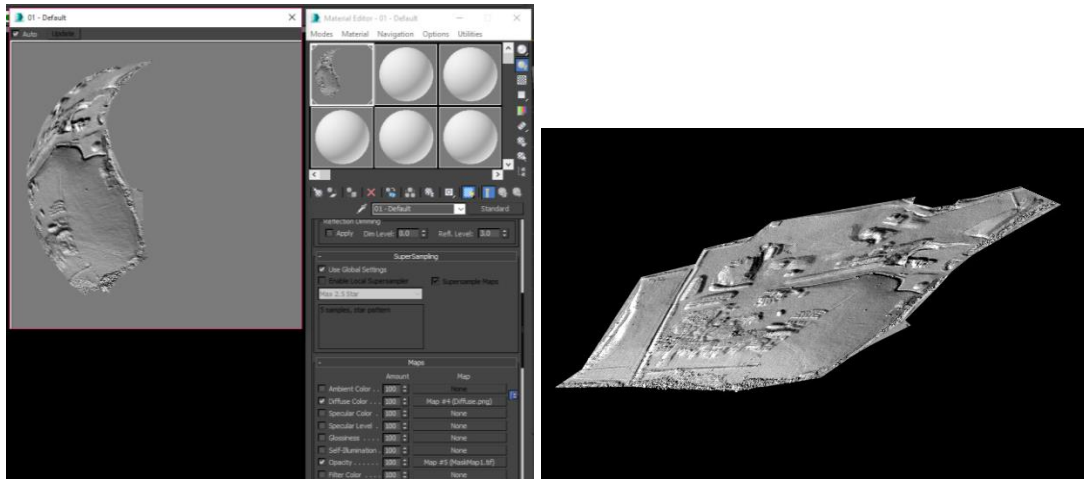 01 - Default
Auto Update
Material Editor - 01 - Default
Modes Material Navigation Options Utilities
01 - Default Standard
Reflection Dimming
Apply Dim Level: 0.0 Refl. Level: 3.0
SuperSampling
Use Global Settings
Enable Local Supersampler Supersample Maps
Max 2.5 Star
5 samples, star pattern
Maps
Amount Map
Ambient Color . . 100 None
Diffuse Color . . . 100 Map #4 (Diffuse.png)
Specular Color . 100 None
Specular Level . 100 None
Glossiness . . . . 100 None
Self-Illumination . 100 None
Opacity . . . . . . 100 Map #5 (MaskMap1.tif)
Filter Color . . . 100 None